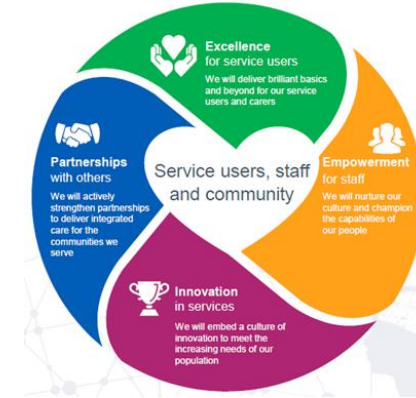 Excellence
for service users
We will deliver brilliant basics
and beyond for our service
users and carers
Partnerships
with others
We will actively
strengthen partnerships
to deliver integrated
care for the
communities we
serve
Service users, staff
and community
Empowerment
for staff
We will nurture our
culture and champion
the capabilities of
our people
Innovation
in services
We will embed a culture of
innovation to meet the
increasing needs of our
population